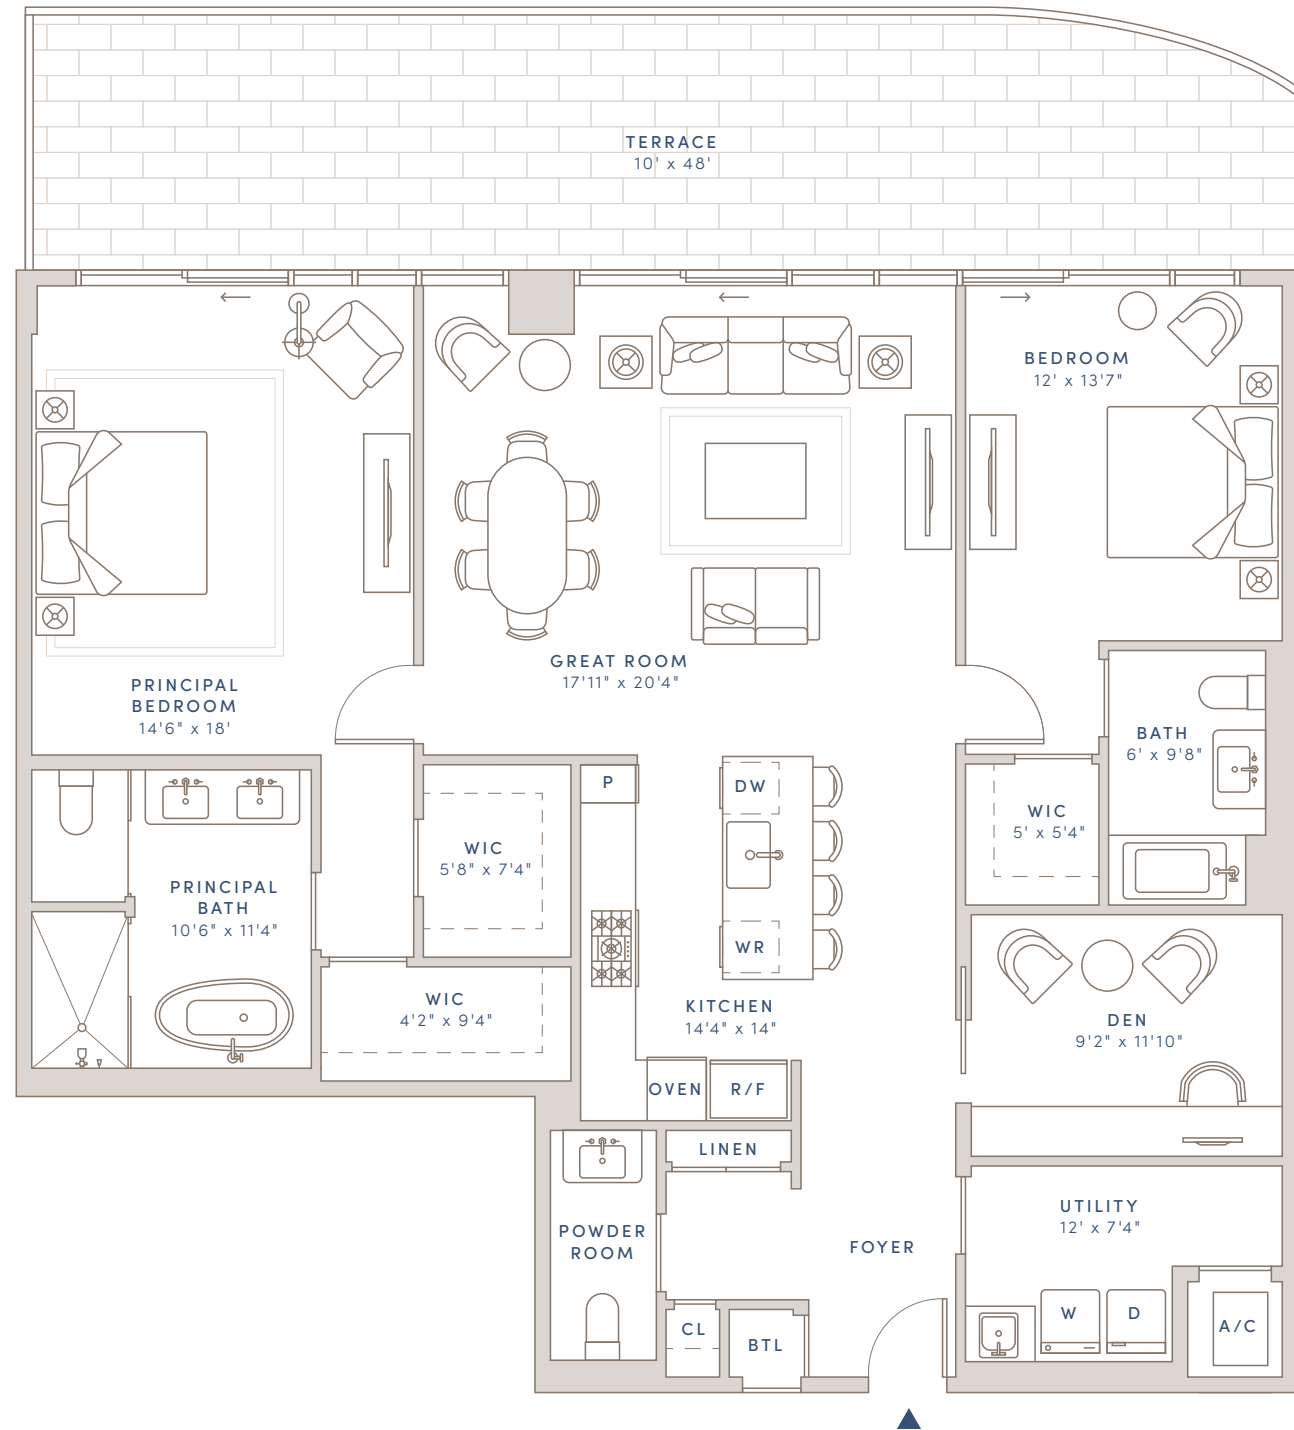 TERRACE
10' x 48'
BEDROOM
12' x 13'7"
GREAT ROOM
17'11" x 20'4"
PRINCIPAL
BEDROOM
14'6" x 18'
BATH
6' x 9'8"
P
DW
WIC
5' x 5'4"
WIC
5'8" x 7'4"
PRINCIPAL
BATH
10'6" x 11'4"
WR
WIC
4'2" x 9'4"
KITCHEN
14'4" x 14"
DEN
9'2" x 11'10"
OVEN
R/F
LINEN
UTILITY
12' x 7'4"
POWDER
ROOM
FOYER
CL
BTL
W
D
A/C